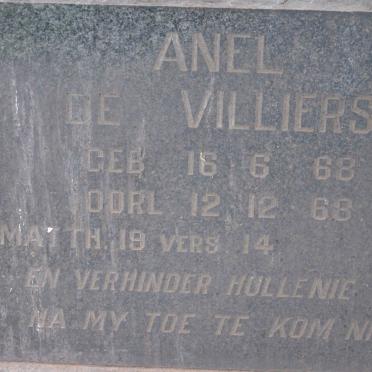 ANEL
DE VILLIERS
GEB 16 6 68
OORL 12 12 68
MATTH. 19 VERS 14
EN VERHINDER HULLE NIE
NA MY TOE TE KOM NI